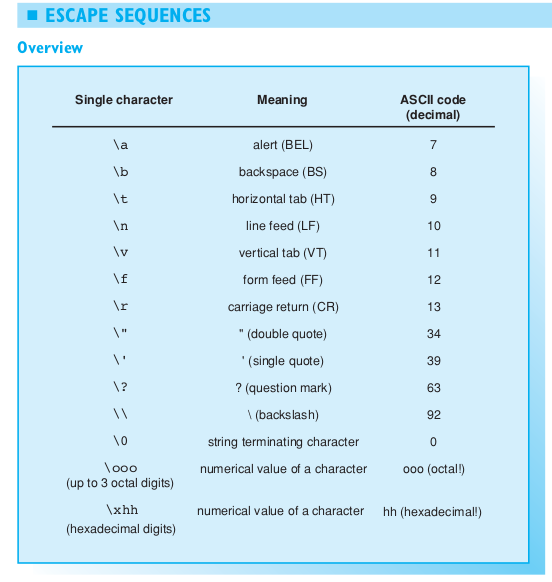 ■ ESCAPE SEQUENCES
Overview
Single character Meaning ASCII code
(decimal)
\a alert (BEL) 7
\b backspace (BS) 8
\t horizontal tab (HT) 9
\n line feed (LF) 10
\v vertical tab (VT) 11
\f form feed (FF) 12
\r carriage return (CR) 13
\" " (double quote) 34
\' ' (single quote) 39
\? ? (question mark) 63
\\ \ (backslash) 92
\0 string terminating character 0
\ooo numerical value of a character ooo (octal!)
(up to 3 octal digits)
\xhh numerical value of a character hh (hexadecimal!)
(hexadecimal digits)